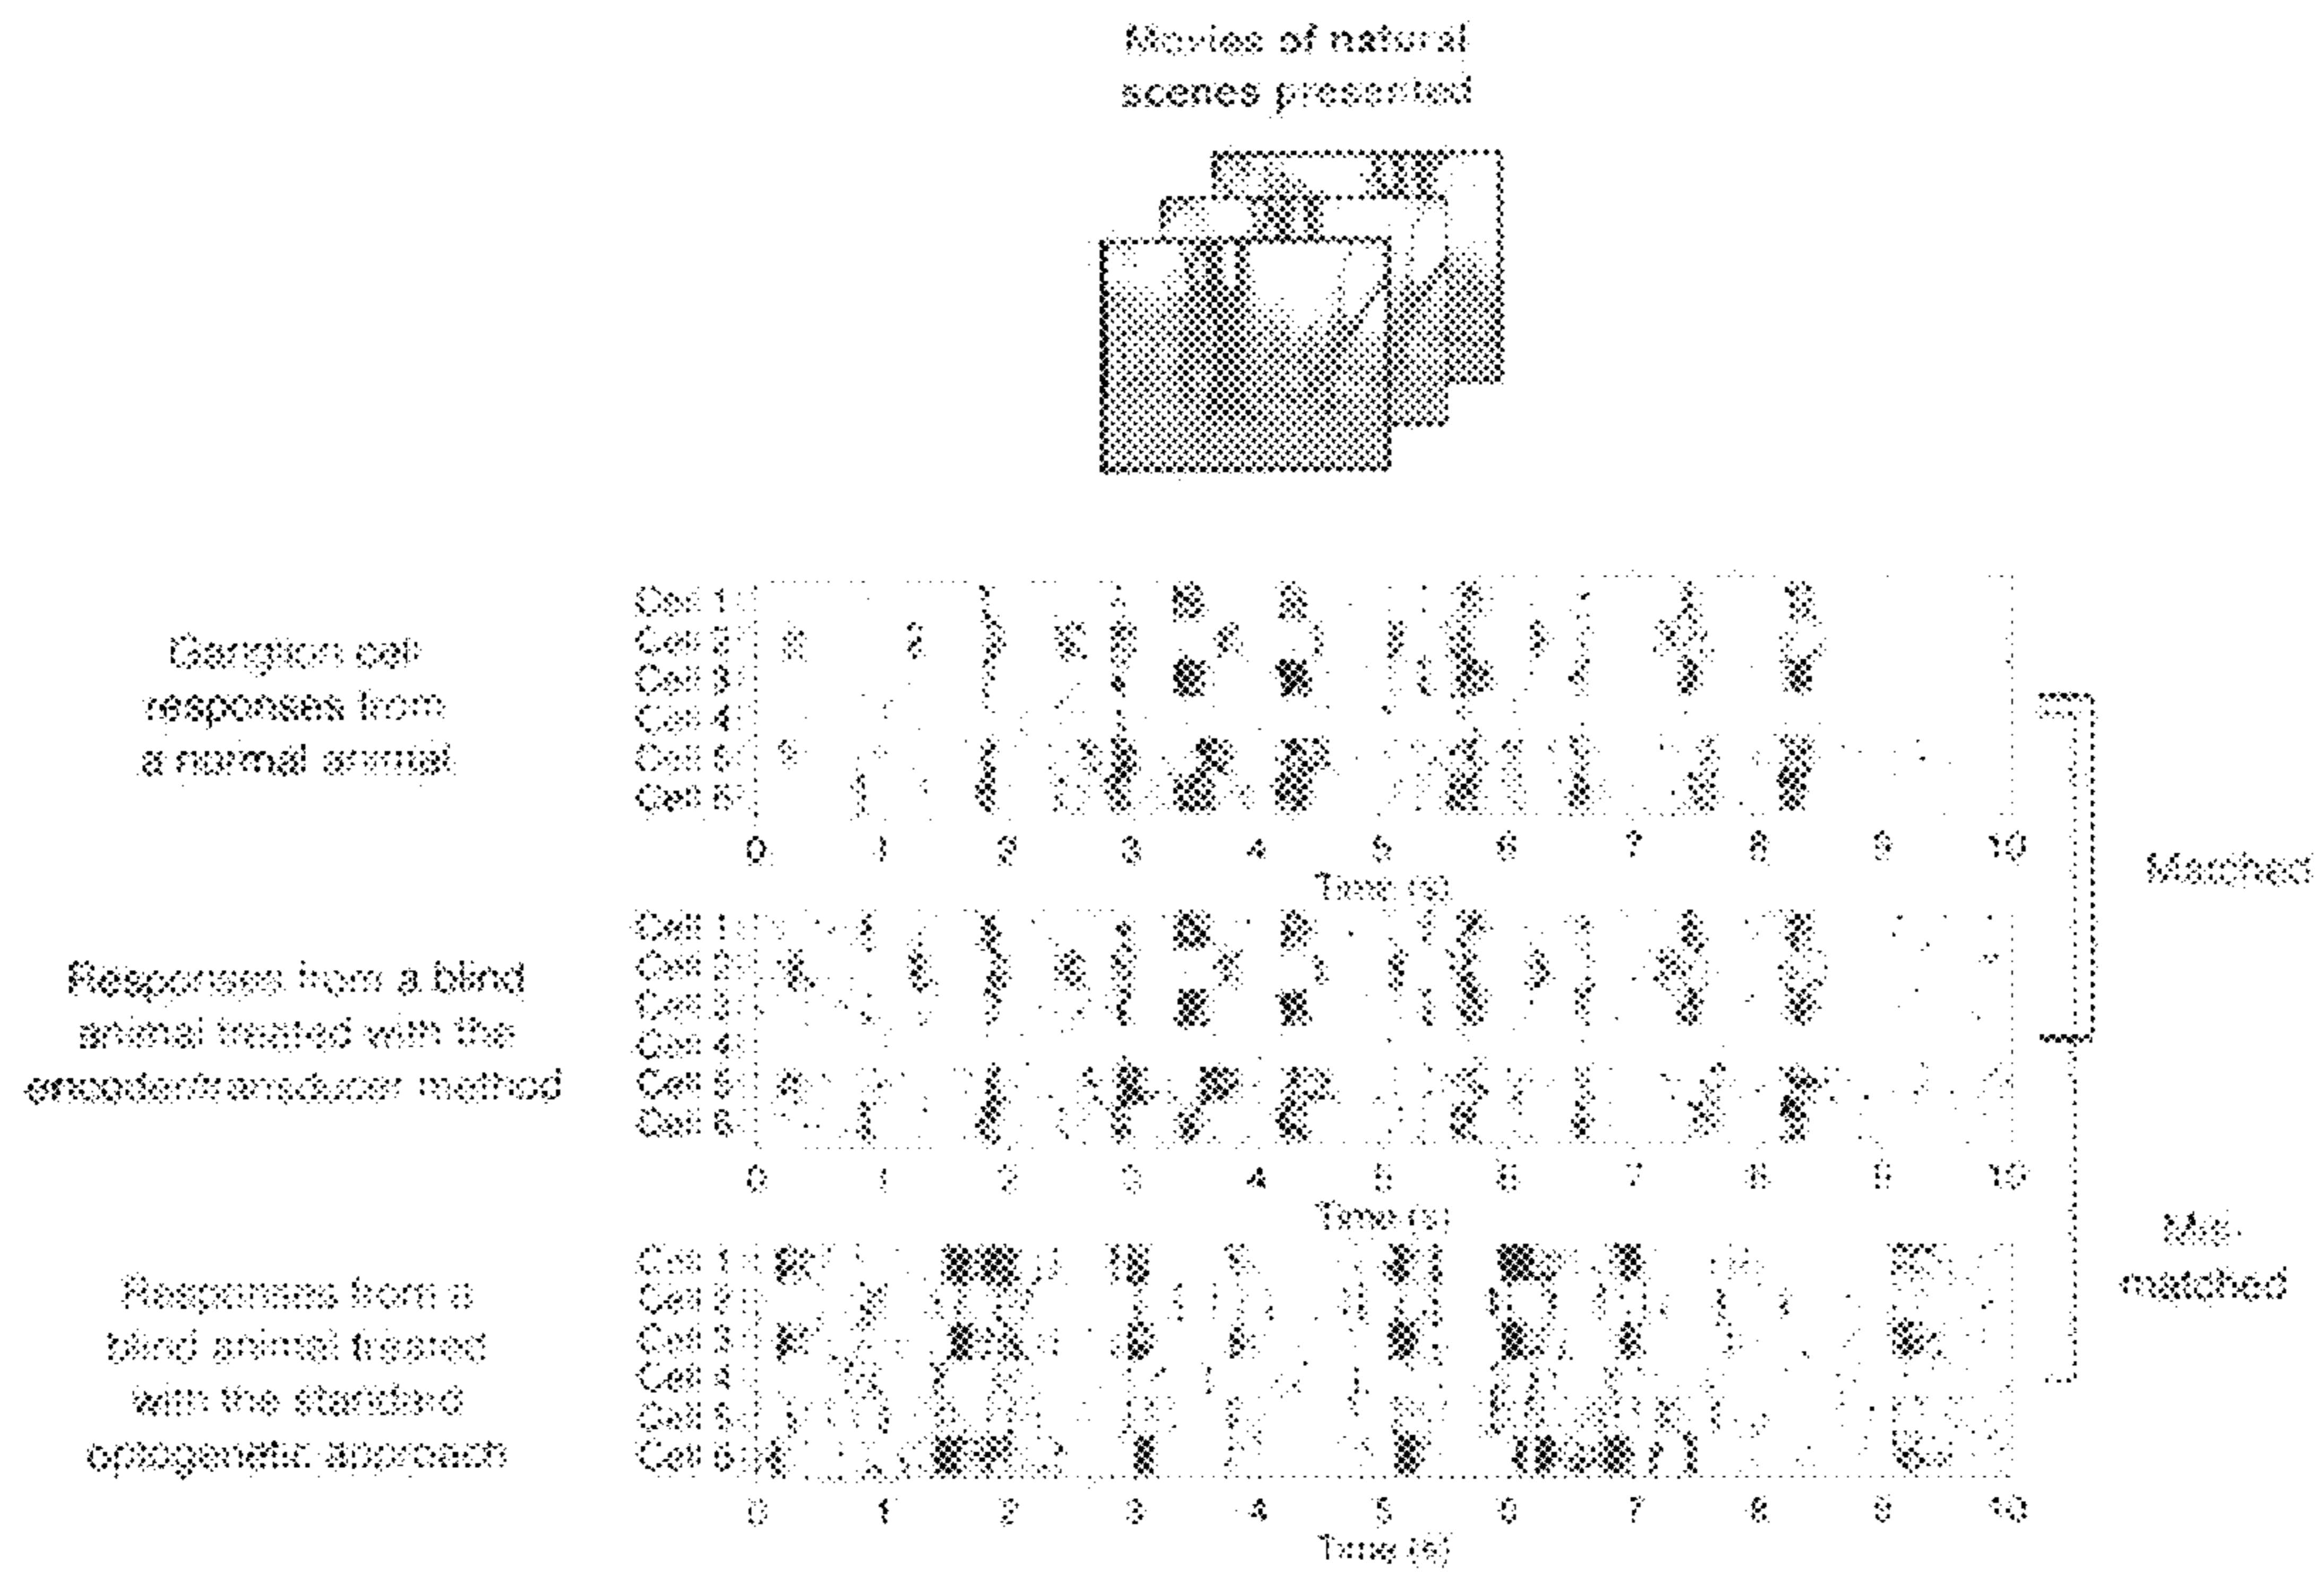 Movies of natural
scenes presented
Ganglion cell
responses from
a normal animal
Cell 1
Cell 2
Cell 3
Cell 4
Cell 5
Cell 6
0 1 2 3 4 5 6 7 8 9 10
Time (s)
Matched
Responses from a blind
animal treated with the
encoder/transducer method
Cell 1
Cell 2
Cell 3
Cell 4
Cell 5
Cell 6
0 1 2 3 4 5 6 7 8 9 10
Time (s)
Mis-
matched
Responses from a
blind animal treated
with the standard
optogenetic approach
Cell 1
Cell 2
Cell 3
Cell 4
Cell 5
Cell 6
0 1 2 3 4 5 6 7 8 9 10
Time (s)